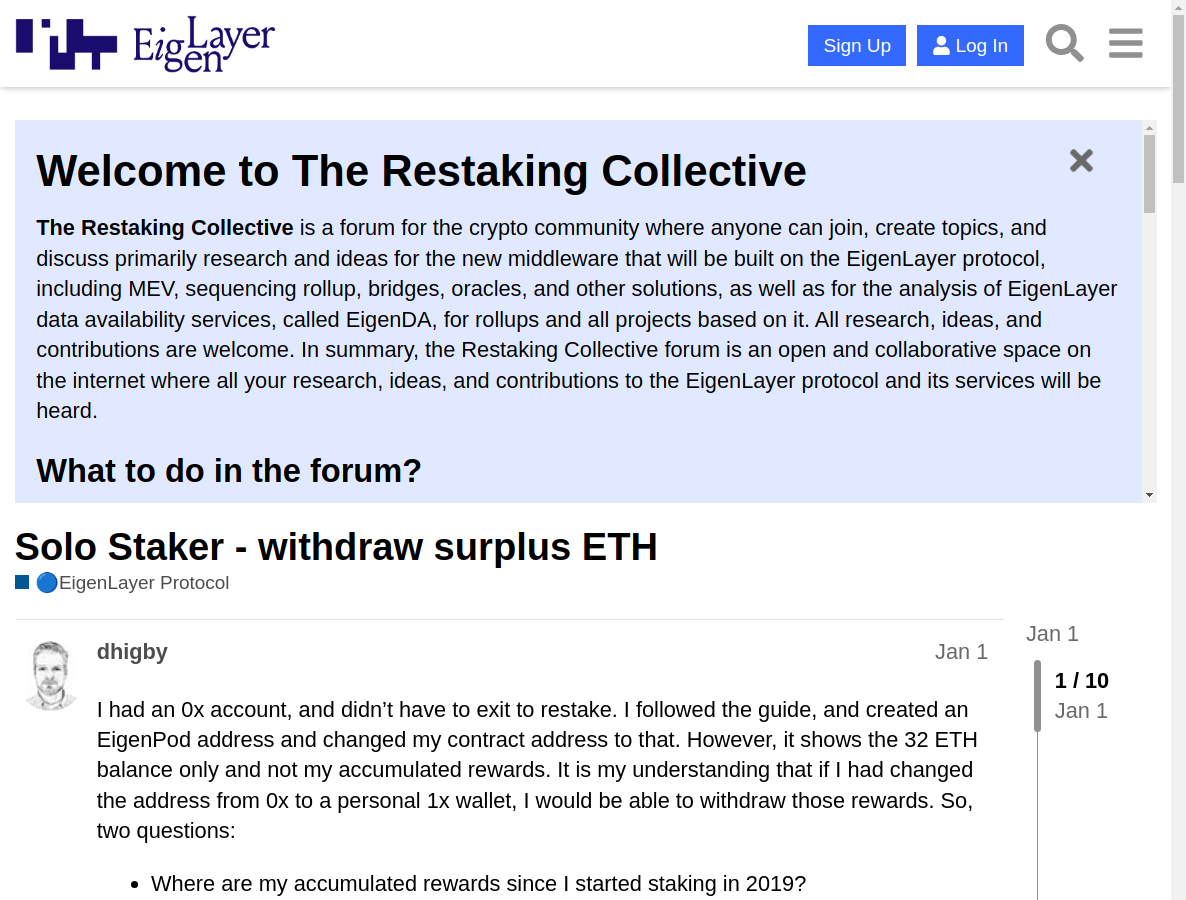 EigenLayer
Sign Up
Log In
Welcome to The Restaking Collective
The Restaking Collective is a forum for the crypto community where anyone can join, create topics, and
discuss primarily research and ideas for the new middleware that will be built on the EigenLayer protocol,
including MEV, sequencing rollup, bridges, oracles, and other solutions, as well as for the analysis of EigenLayer
data availability services, called EigenDA, for rollups and all projects based on it. All research, ideas, and
contributions are welcome. In summary, the Restaking Collective forum is an open and collaborative space on
the internet where all your research, ideas, and contributions to the EigenLayer protocol and its services will be
heard.
What to do in the forum?
Solo Staker - withdraw surplus ETH
EigenLayer Protocol
dhigby
Jan 1
I had an 0x account, and didn’t have to exit to restake. I followed the guide, and created an
EigenPod address and changed my contract address to that. However, it shows the 32 ETH
balance only and not my accumulated rewards. It is my understanding that if I had changed
the address from 0x to a personal 1x wallet, I would be able to withdraw those rewards. So,
two questions:
• Where are my accumulated rewards since I started staking in 2019?
Jan 1
1 / 10
Jan 1